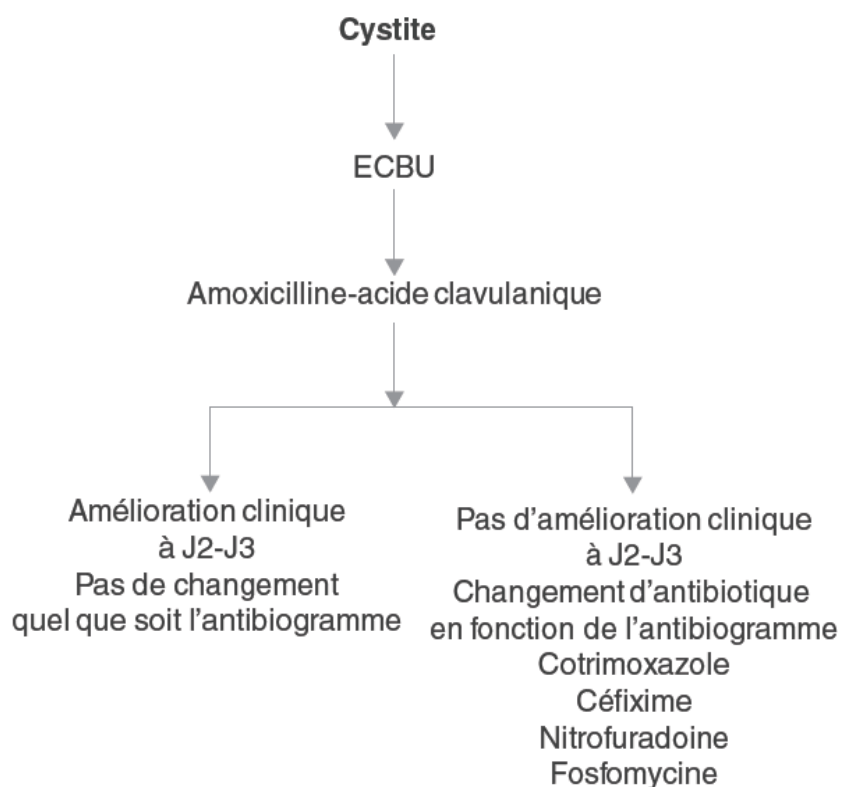 Cystite
ECBU
Amoxicilline-acide clavulanique
Amélioration clinique
à J2-J3
Pas de changement
quel que soit l'antibiogramme
Pas d'amélioration clinique
à J2-J3
Changement d'antibiotique
en fonction de l'antibiogramme
Cotrimoxazole
Céfixime
Nitrofuradoine
Fosfomycine